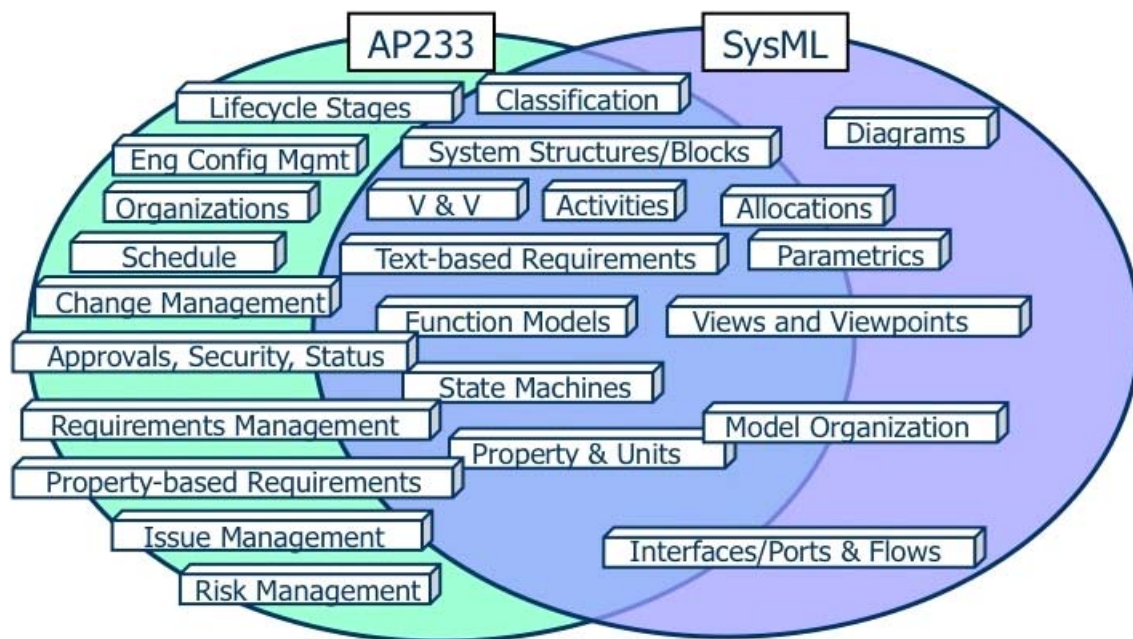 AP233
SysML
Lifecycle Stages
Classification
Diagrams
Eng Config Mgmt
System Structures/Blocks
Organizations
V & V
Activities
Allocations
Schedule
Text-based Requirements
Parametrics
Change Management
Function Models
Views and Viewpoints
Approvals, Security, Status
State Machines
Requirements Management
Model Organization
Property & Units
Property-based Requirements
Issue Management
Interfaces/Ports & Flows
Risk Management